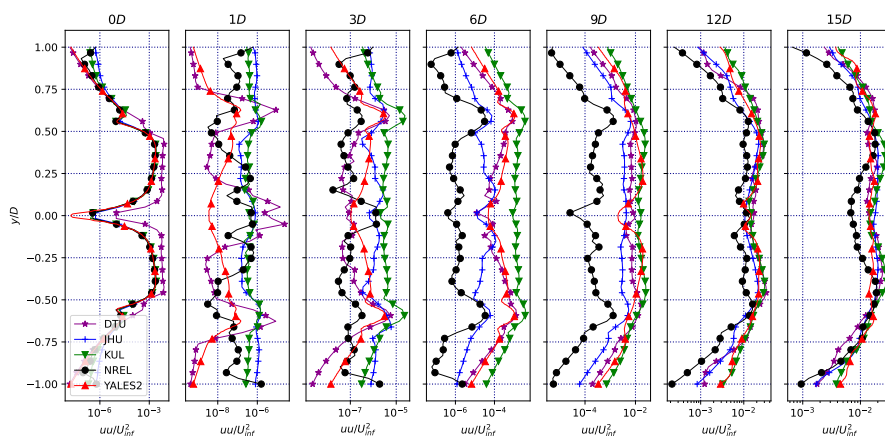 0D 1D 3D 6D 9D 12D 15D
1.00
0.75
0.50
0.25
0.00
−0.25
−0.50
−0.75
−1.00
y/D
DTU
JHU
KUL
NREL
YALES2
10⁻⁶ 10⁻³ 10⁻⁸ 10⁻⁶ 10⁻⁷ 10⁻⁵ 10⁻⁶ 10⁻⁴ 10⁻⁴ 10⁻² 10⁻³ 10⁻² 10⁻³ 10⁻²
uu/U²inf uu/U²inf uu/U²inf uu/U²inf uu/U²inf uu/U²inf uu/U²inf